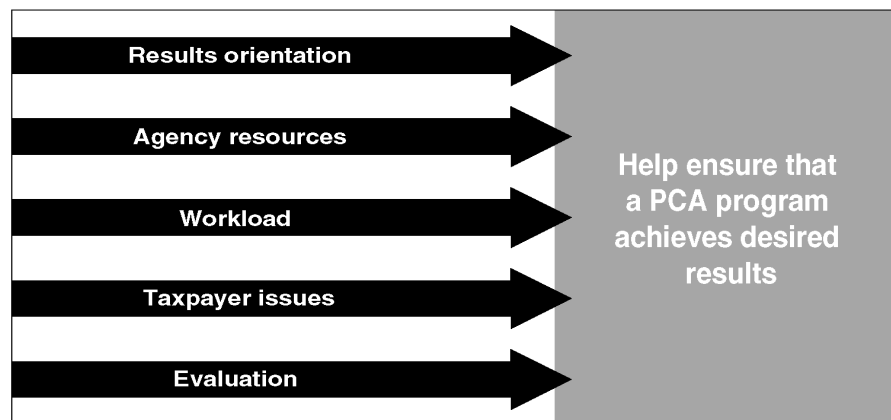 Results orientation
Agency resources
Workload
Taxpayer issues
Evaluation
Help ensure that
a PCA program
achieves desired
results